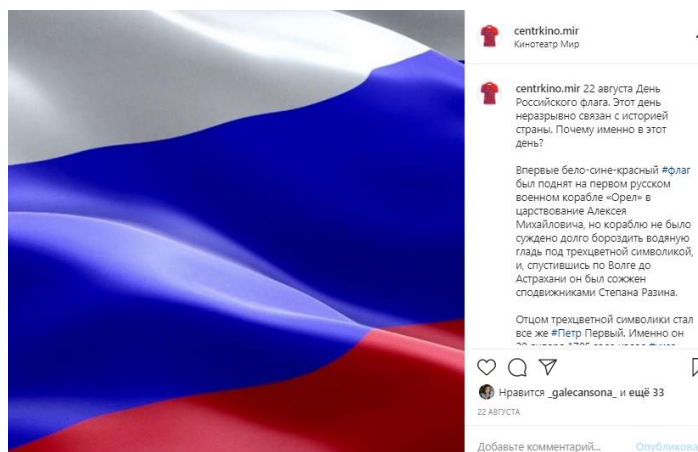 centrkino.mir
Кинотеатр Мир
centrkino.mir 22 августа День
Российского флага. Этот день
неразрывно связан с историей
страны. Почему именно в этот
день?
Впервые бело-сине-красный #флаг
был поднят на первом русском
военном корабле «Орел» в
царствование Алексея
Михайловича, но кораблю не было
суждено долго бороздить водяную
гладь под трехцветной символикой,
и, спустившись по Волге до
Астрахани он был сожжен
сподвижниками Степана Разина.
Отцом трехцветной символики стал
все же #Петр Первый. Именно он
Нравится _galecansona_ и ещё 33
22 АВГУСТА
Добавьте комментарий...
Опубликова